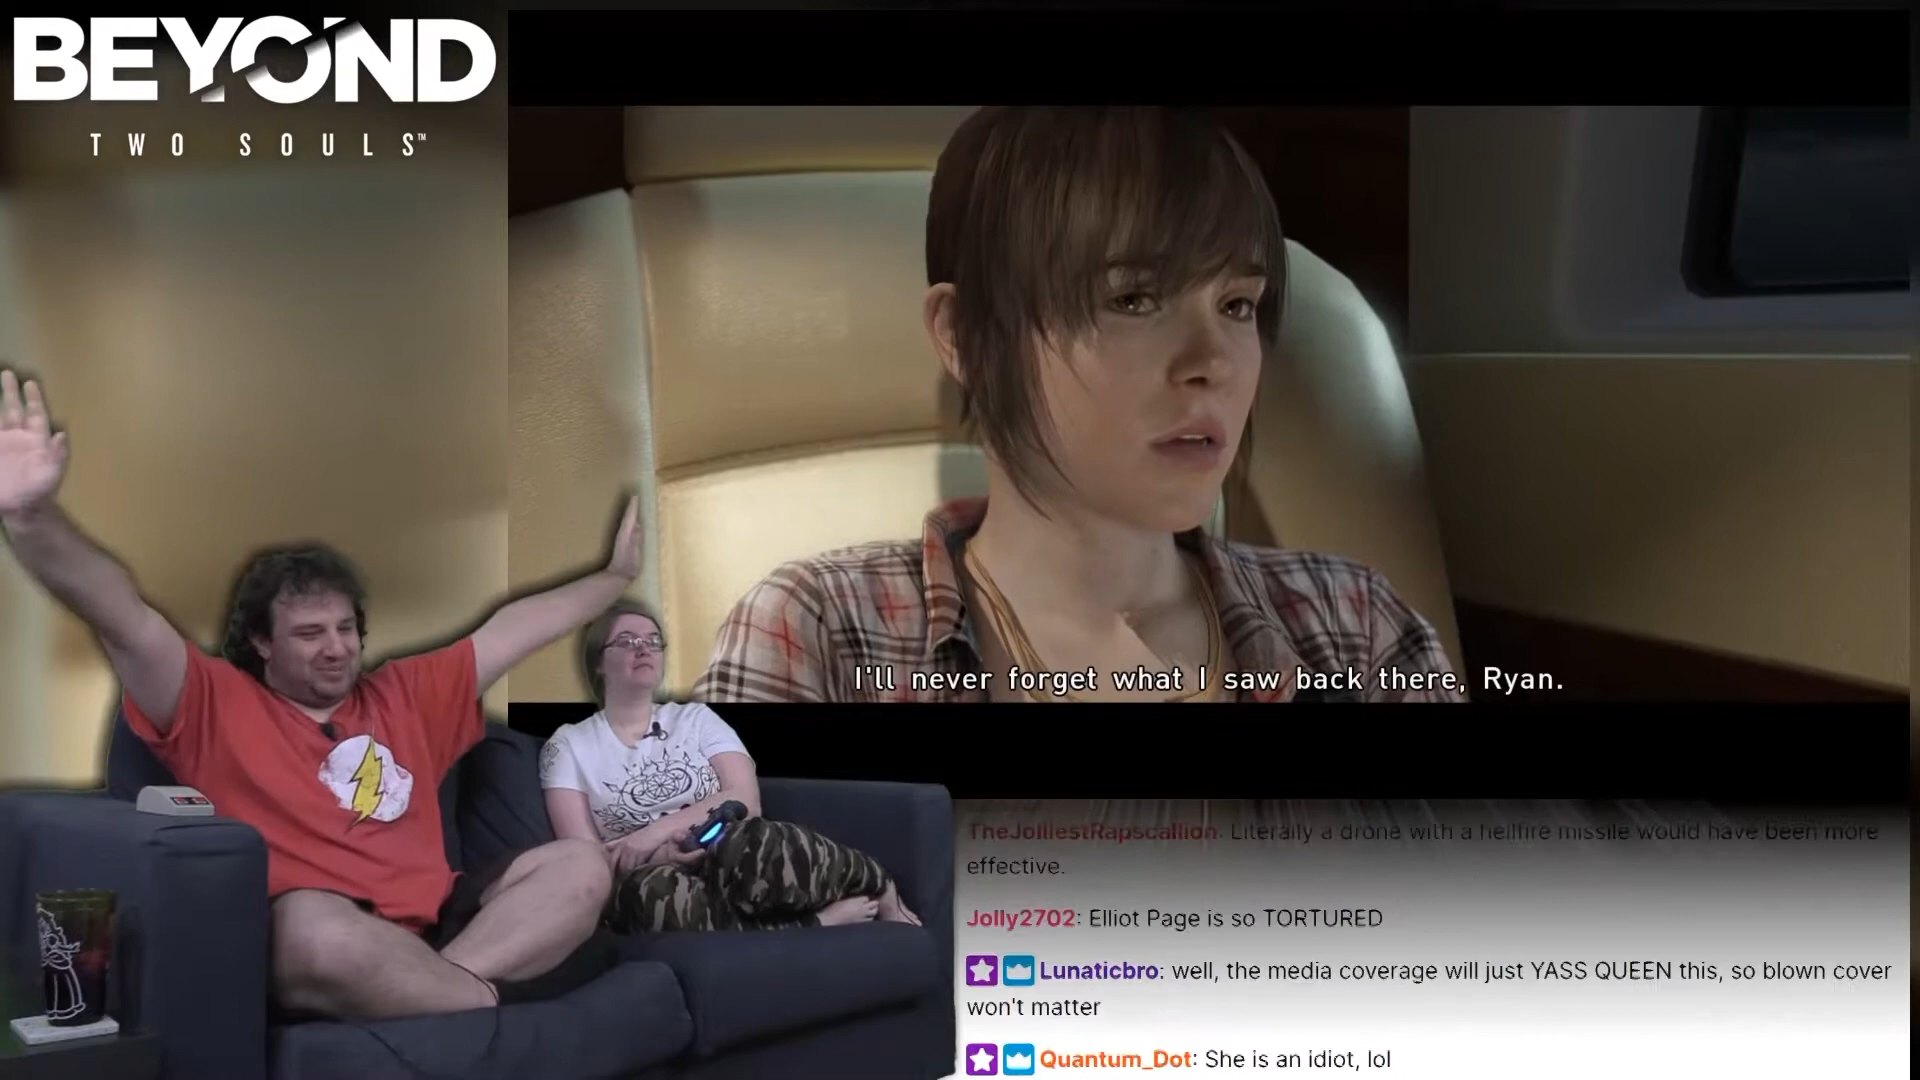 BEYOND
TWO SOULS™
I'll never forget what I saw back there, Ryan.
TheJolliestRapscallion: Literally a drone with a hellfire missile would have been more
effective.
Jolly2702: Elliot Page is so TORTURED
Lunaticbro: well, the media coverage will just YASS QUEEN this, so blown cover
won't matter
Quantum_Dot: She is an idiot, lol